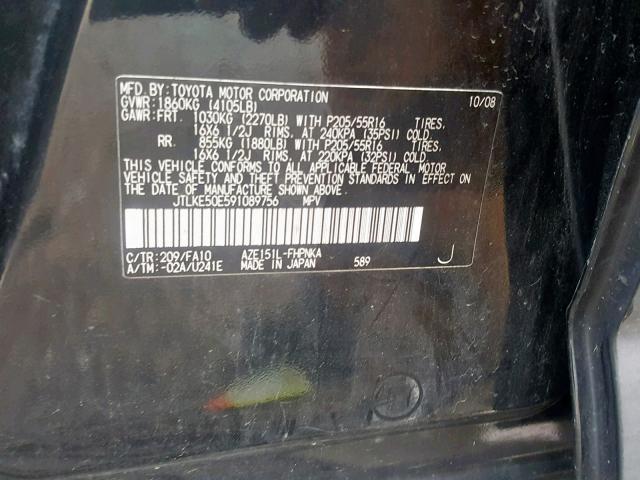 MFD. BY: TOYOTA MOTOR CORPORATION 10/08
GVWR: 1860KG (4105LB)
GAWR: FRT. 1030KG (2270LB) WITH P205/55R16 TIRES,
16X6 1/2J RIMS, AT 240KPA (35PSI) COLD.
RR. 855KG (1880LB) WITH P205/55R16 TIRES,
16X6 1/2J RIMS, AT 220KPA (32PSI) COLD.
THIS VEHICLE CONFORMS TO ALL APPLICABLE FEDERAL MOTOR
VEHICLE SAFETY AND THEFT PREVENTION STANDARDS IN EFFECT ON
THE DATE OF MANUFACTURE SHOWN ABOVE.
JTLKE50E591089756 MPV
C/TR: 209/FA10 AZE151L-FHPNKA
A/TM: -02A/U241E MADE IN JAPAN 589 J